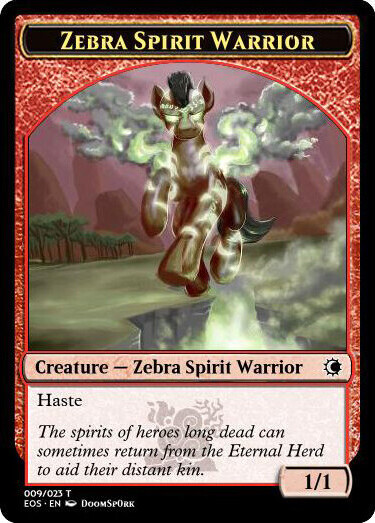 Zebra Spirit Warrior
Creature — Zebra Spirit Warrior
Haste
The spirits of heroes long dead can
sometimes return from the Eternal Herd
to aid their distant kin.
1/1
009/023 T
EOS · EN DoomSp0rk